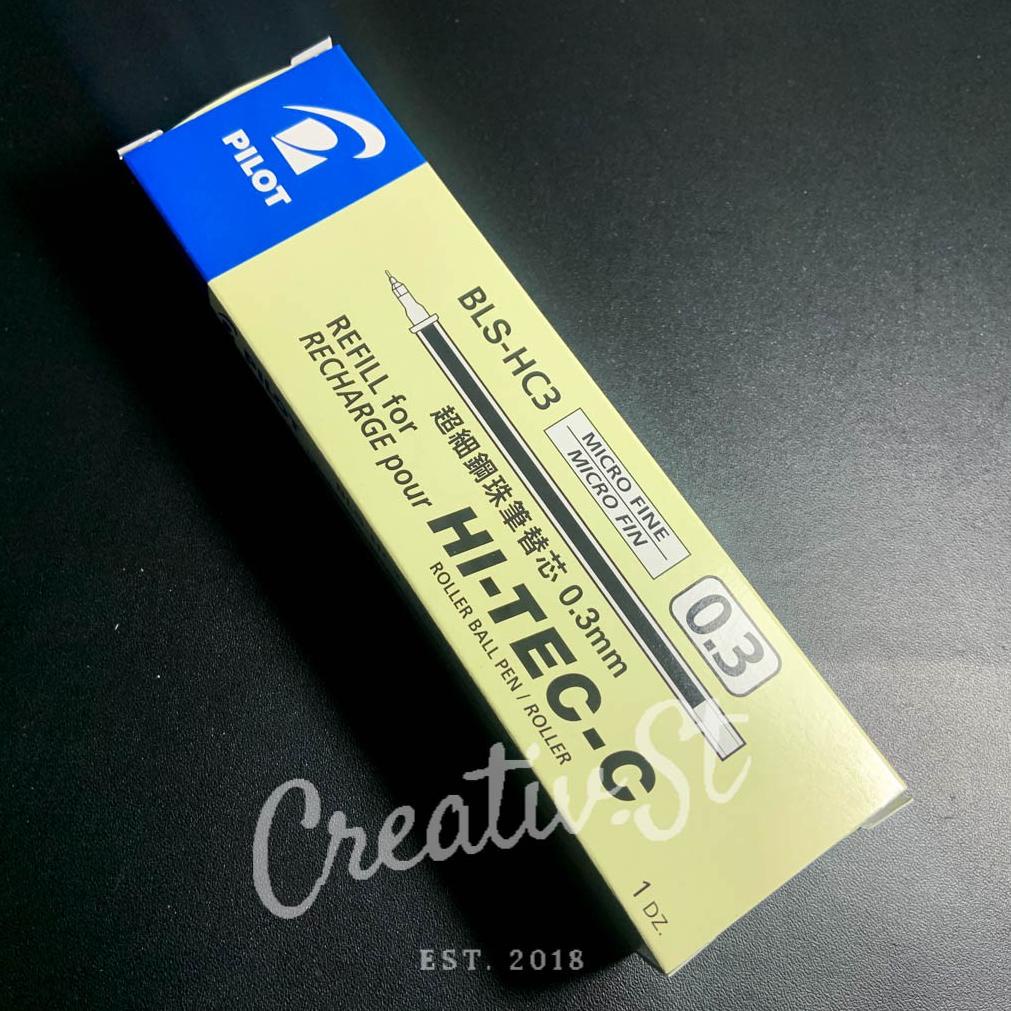 PILOT
BLS-HC3
MICRO FINE
MICRO FIN
0.3
REFILL for
RECHARGE pour
超細鋼珠筆替芯 0.3mm
HI-TEC-C
ROLLER BALL PEN / ROLLER
1 DZ.
Creativ.St
EST. 2018